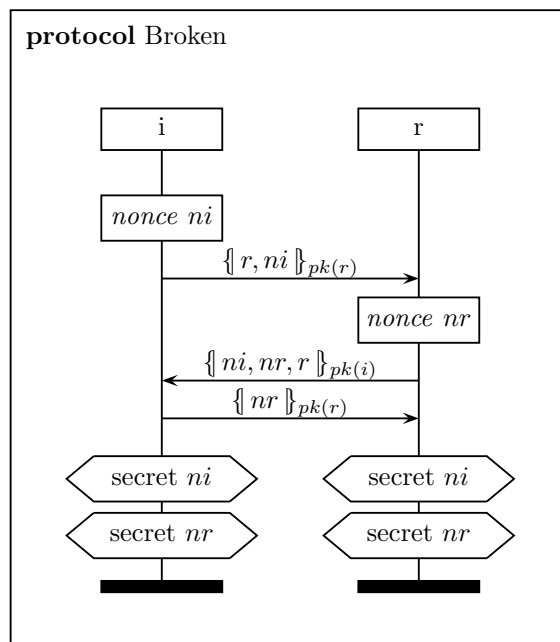 protocol Broken
i
r
nonce ni
{| r, ni |}pk(r)
nonce nr
{| ni, nr, r |}pk(i)
{| nr |}pk(r)
secret ni
secret ni
secret nr
secret nr